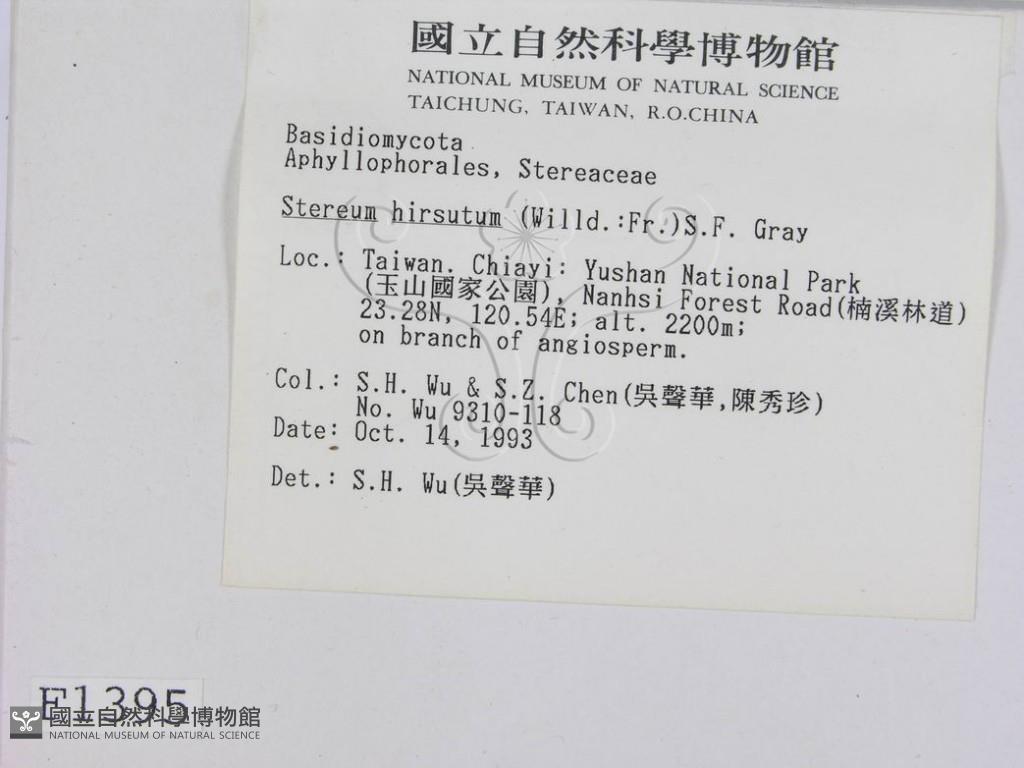 國立自然科學博物館
NATIONAL MUSEUM OF NATURAL SCIENCE
TAICHUNG, TAIWAN, R.O.CHINA
Basidiomycota
Aphyllophorales, Stereaceae
Stereum hirsutum (Willd.:Fr.)S.F. Gray
Loc.: Taiwan. Chiayi: Yushan National Park
(玉山國家公園), Nanhsi Forest Road(楠溪林道)
23.28N, 120.54E; alt. 2200m;
on branch of angiosperm.
Col.: S.H. Wu & S.Z. Chen(吳聲華,陳秀珍)
No. Wu 9310-118
Date: Oct. 14, 1993
Det.: S.H. Wu(吳聲華)
F1395
國立自然科學博物館
NATIONAL MUSEUM OF NATURAL SCIENCE